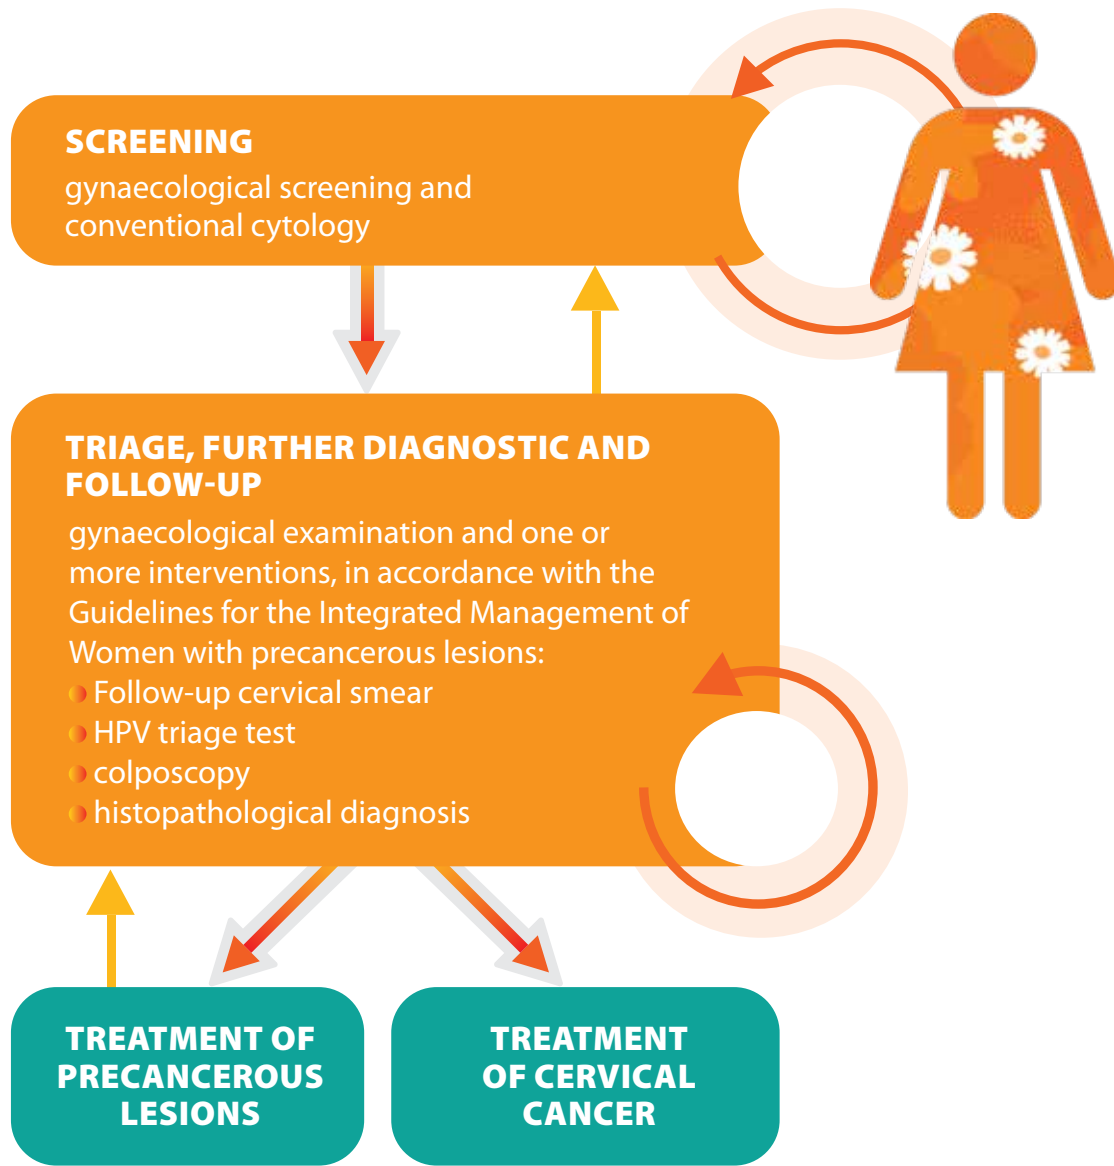 SCREENING
gynaecological screening and
conventional cytology
TRIAGE, FURTHER DIAGNOSTIC AND
FOLLOW-UP
gynaecological examination and one or
more interventions, in accordance with the
Guidelines for the Integrated Management of
Women with precancerous lesions:
Follow-up cervical smear
HPV triage test
colposcopy
histopathological diagnosis
TREATMENT OF
PRECANCEROUS
LESIONS
TREATMENT
OF CERVICAL
CANCER